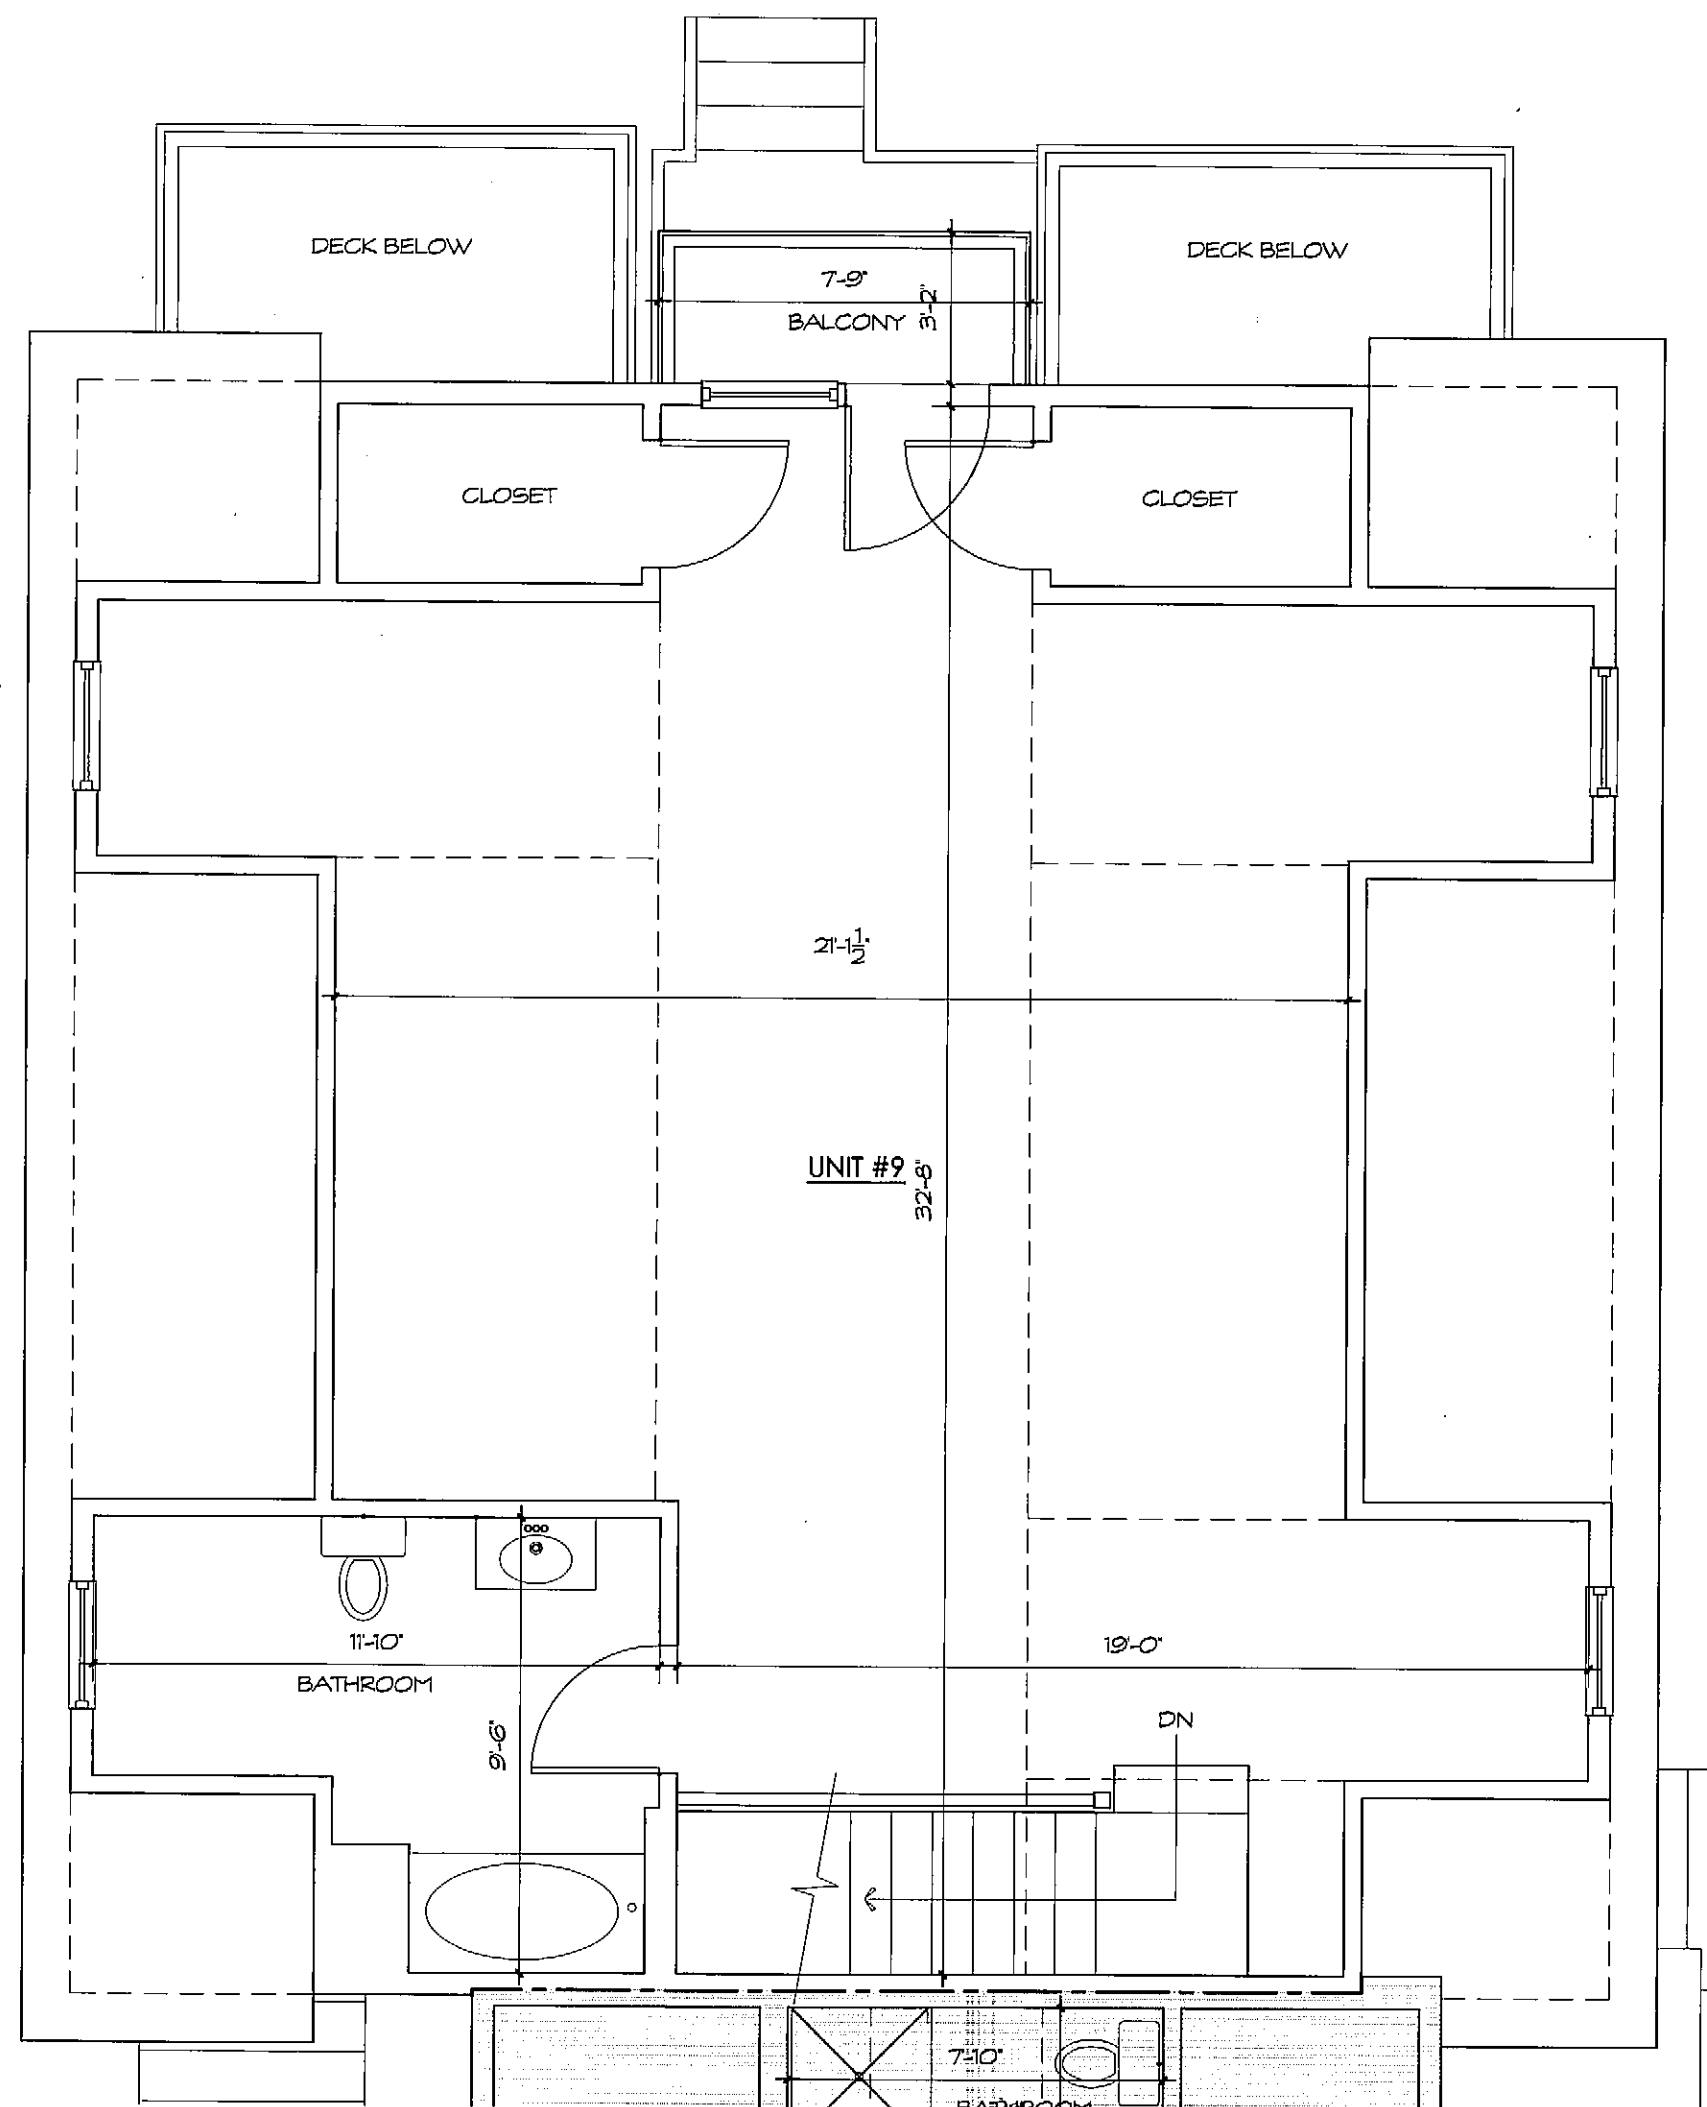 DECK BELOW
DECK BELOW
7-9"
3'-2"
BALCONY
CLOSET
CLOSET
21'-1 1/2"
UNIT #9
32'-8"
11'-10"
19'-0"
BATHROOM
DN
9'-6"
7'-10"
BATHROOM